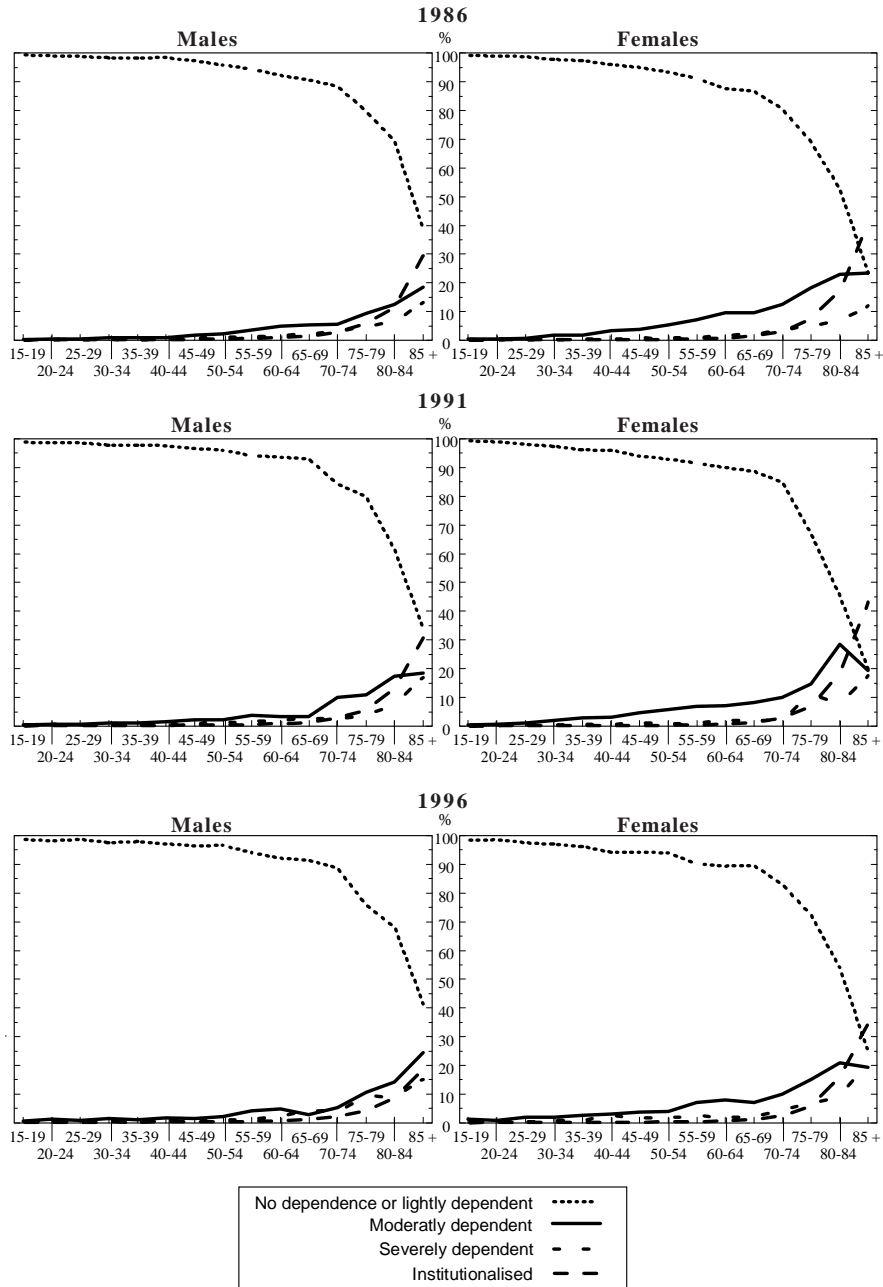 1986
Males % Females
100
90
80
70
60
50
40
30
20
10
0
15-19 25-29 35-39 45-49 55-59 65-69 75-79 85 +
20-24 30-34 40-44 50-54 60-64 70-74 80-84
15-19 25-29 35-39 45-49 55-59 65-69 75-79 85 +
20-24 30-34 40-44 50-54 60-64 70-74 80-84
1991
Males % Females
100
90
80
70
60
50
40
30
20
10
0
15-19 25-29 35-39 45-49 55-59 65-69 75-79 85 +
20-24 30-34 40-44 50-54 60-64 70-74 80-84
15-19 25-29 35-39 45-49 55-59 65-69 75-79 85 +
20-24 30-34 40-44 50-54 60-64 70-74 80-84
1996
Males % Females
100
90
80
70
60
50
40
30
20
10
0
15-19 25-29 35-39 45-49 55-59 65-69 75-79 85 +
20-24 30-34 40-44 50-54 60-64 70-74 80-84
15-19 25-29 35-39 45-49 55-59 65-69 75-79 85 +
20-24 30-34 40-44 50-54 60-64 70-74 80-84
No dependence or lightly dependent
Moderatly dependent
Severely dependent
Institutionalised